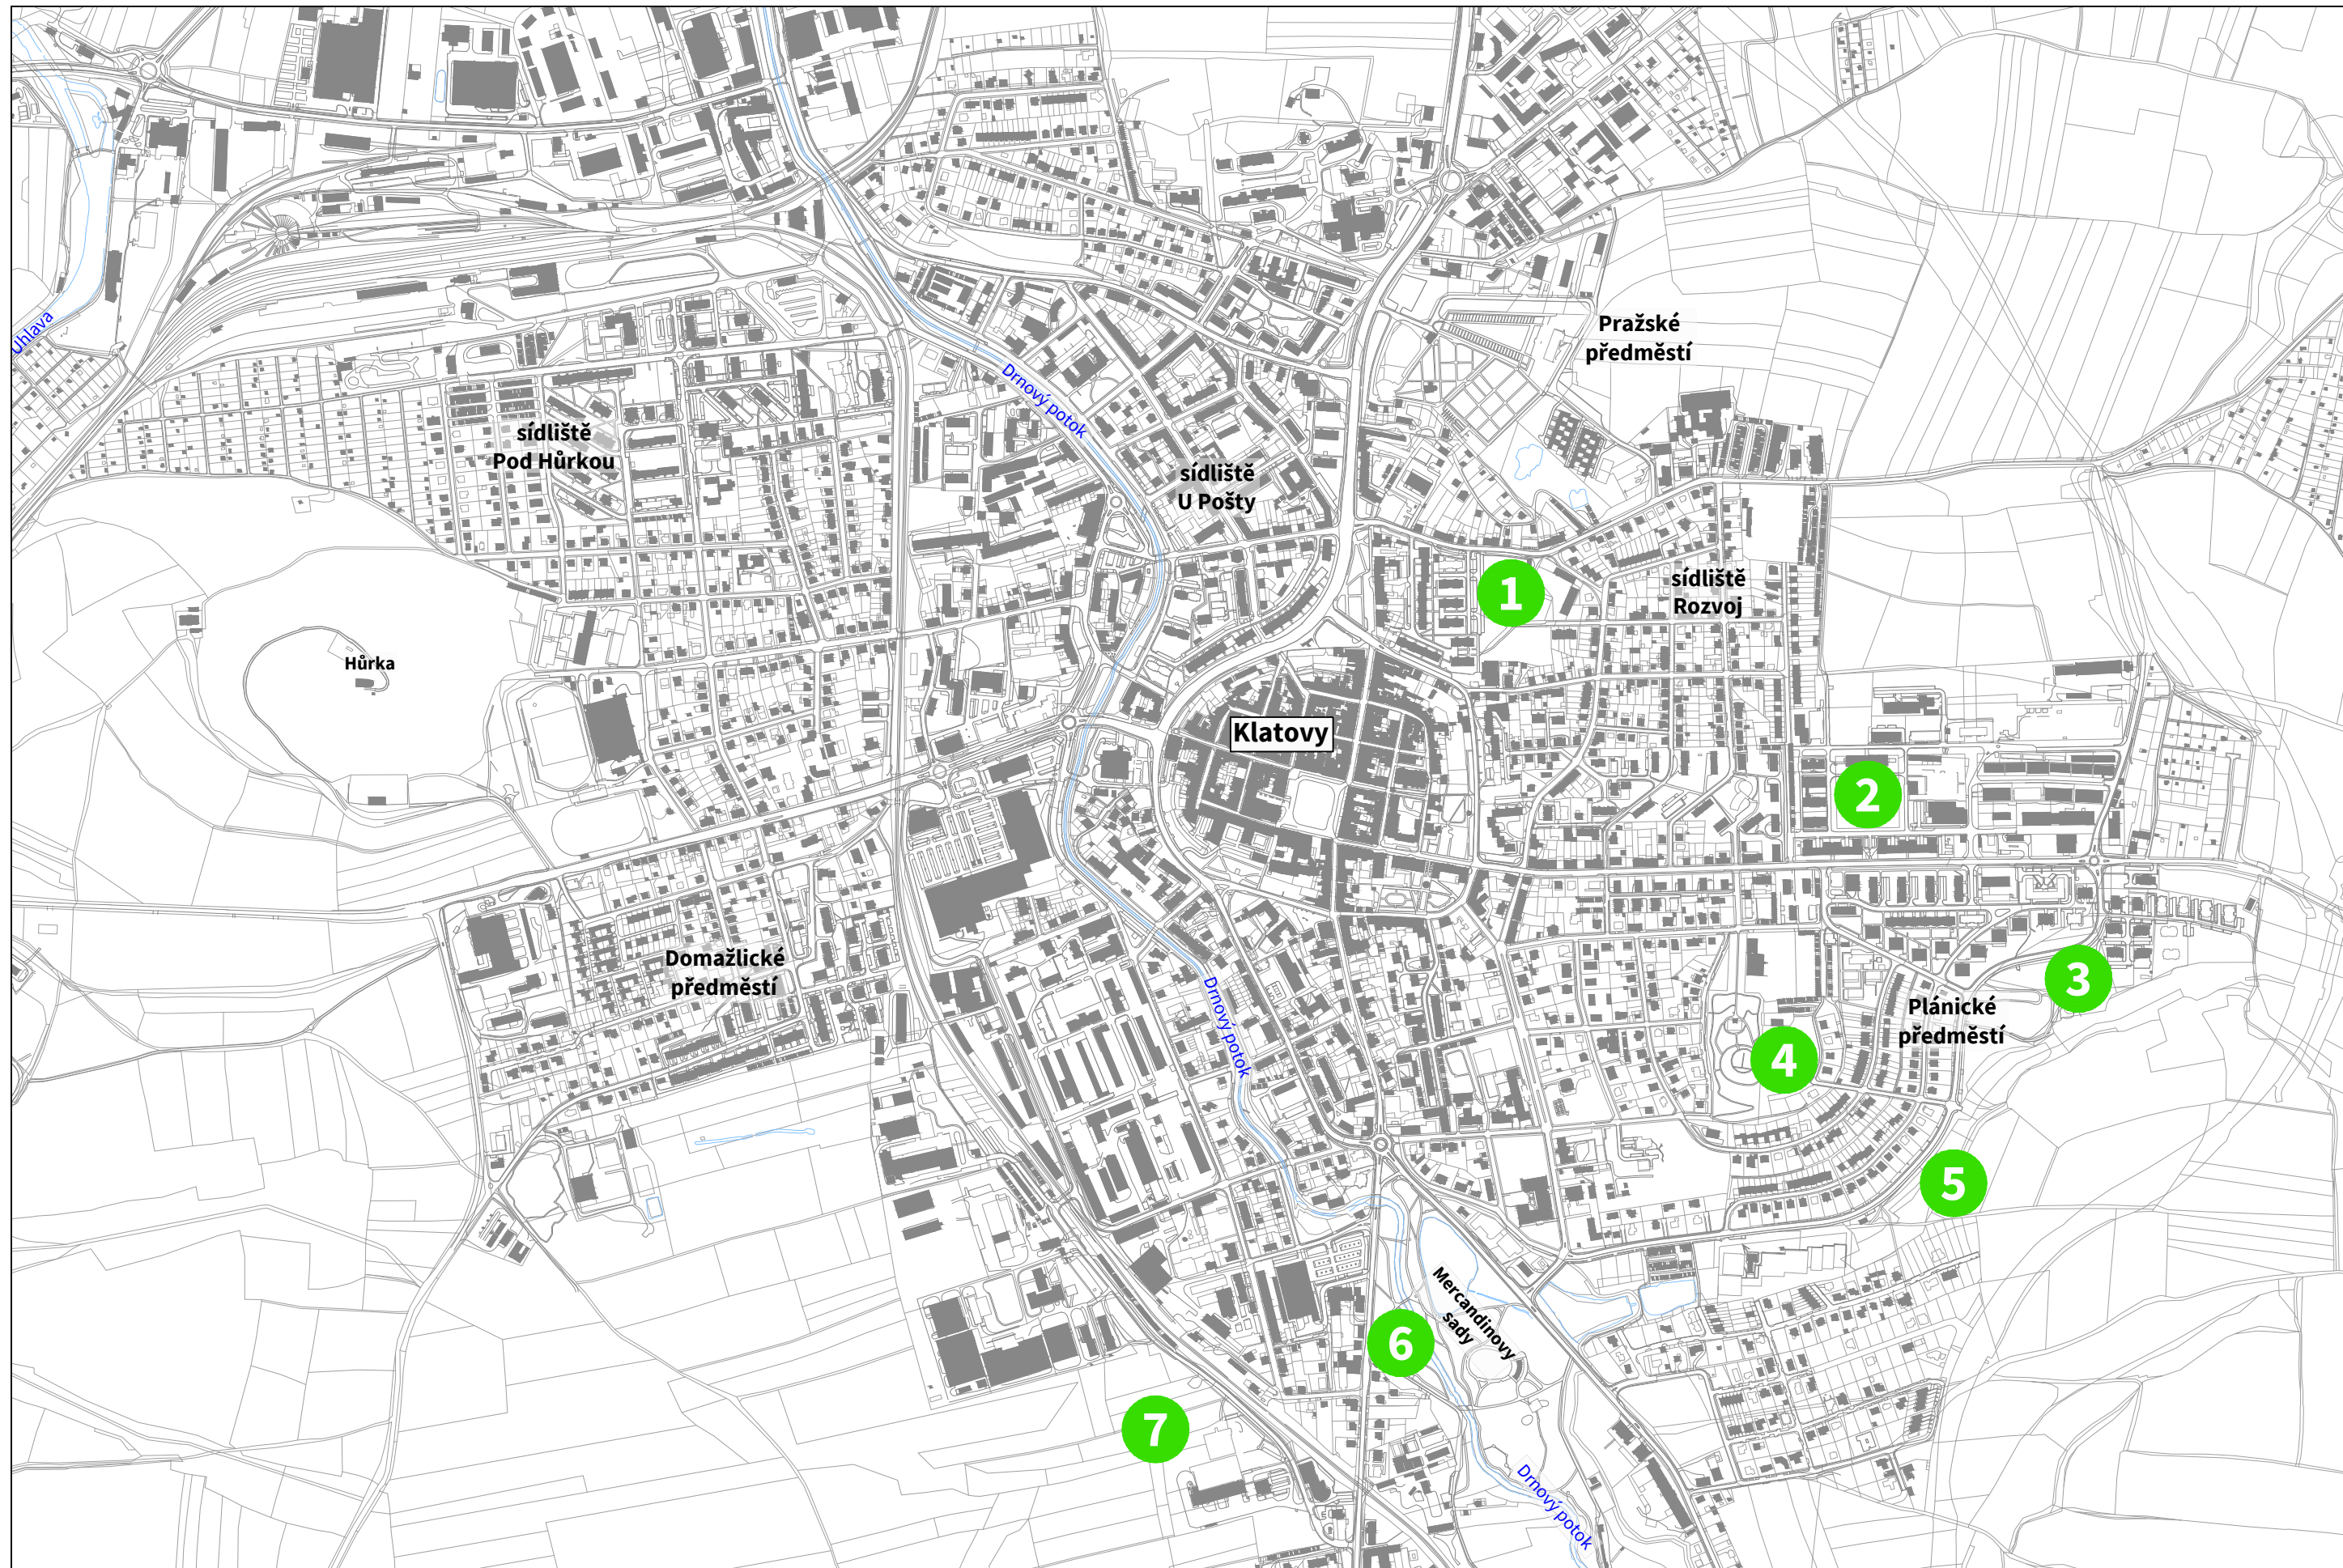 Úhlava
Pražské
předměstí
Drnový potok
sídliště
Pod Hůrkou
sídliště
U Pošty
sídliště
Rozvoj
1
Hůrka
Klatovy
2
Domažlické
předměstí
3
Plánické
předměstí
Drnový potok
4
5
Mercandinovy
sady
6
7
Drnový potok